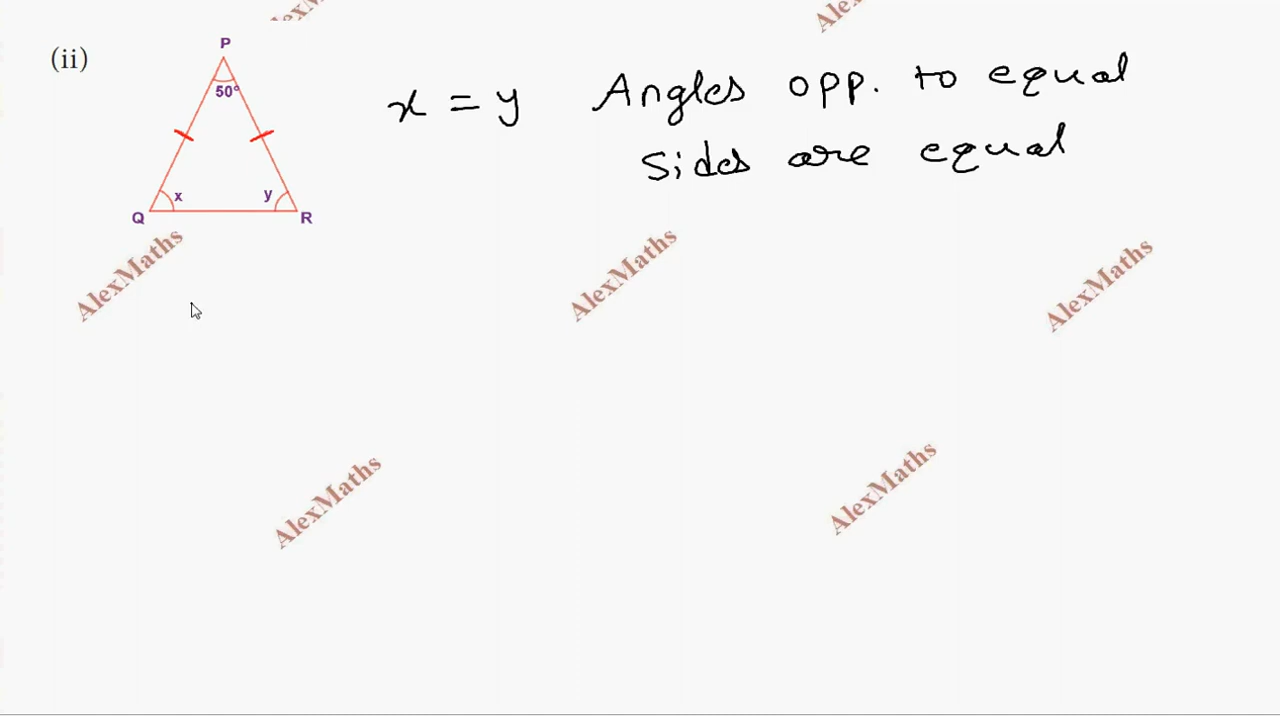 (ii)
P
50°
x
y
Q
R
x = y Angles opp. to equal
sides are equal
AlexMaths
AlexMaths
AlexMaths
AlexMaths
AlexMaths